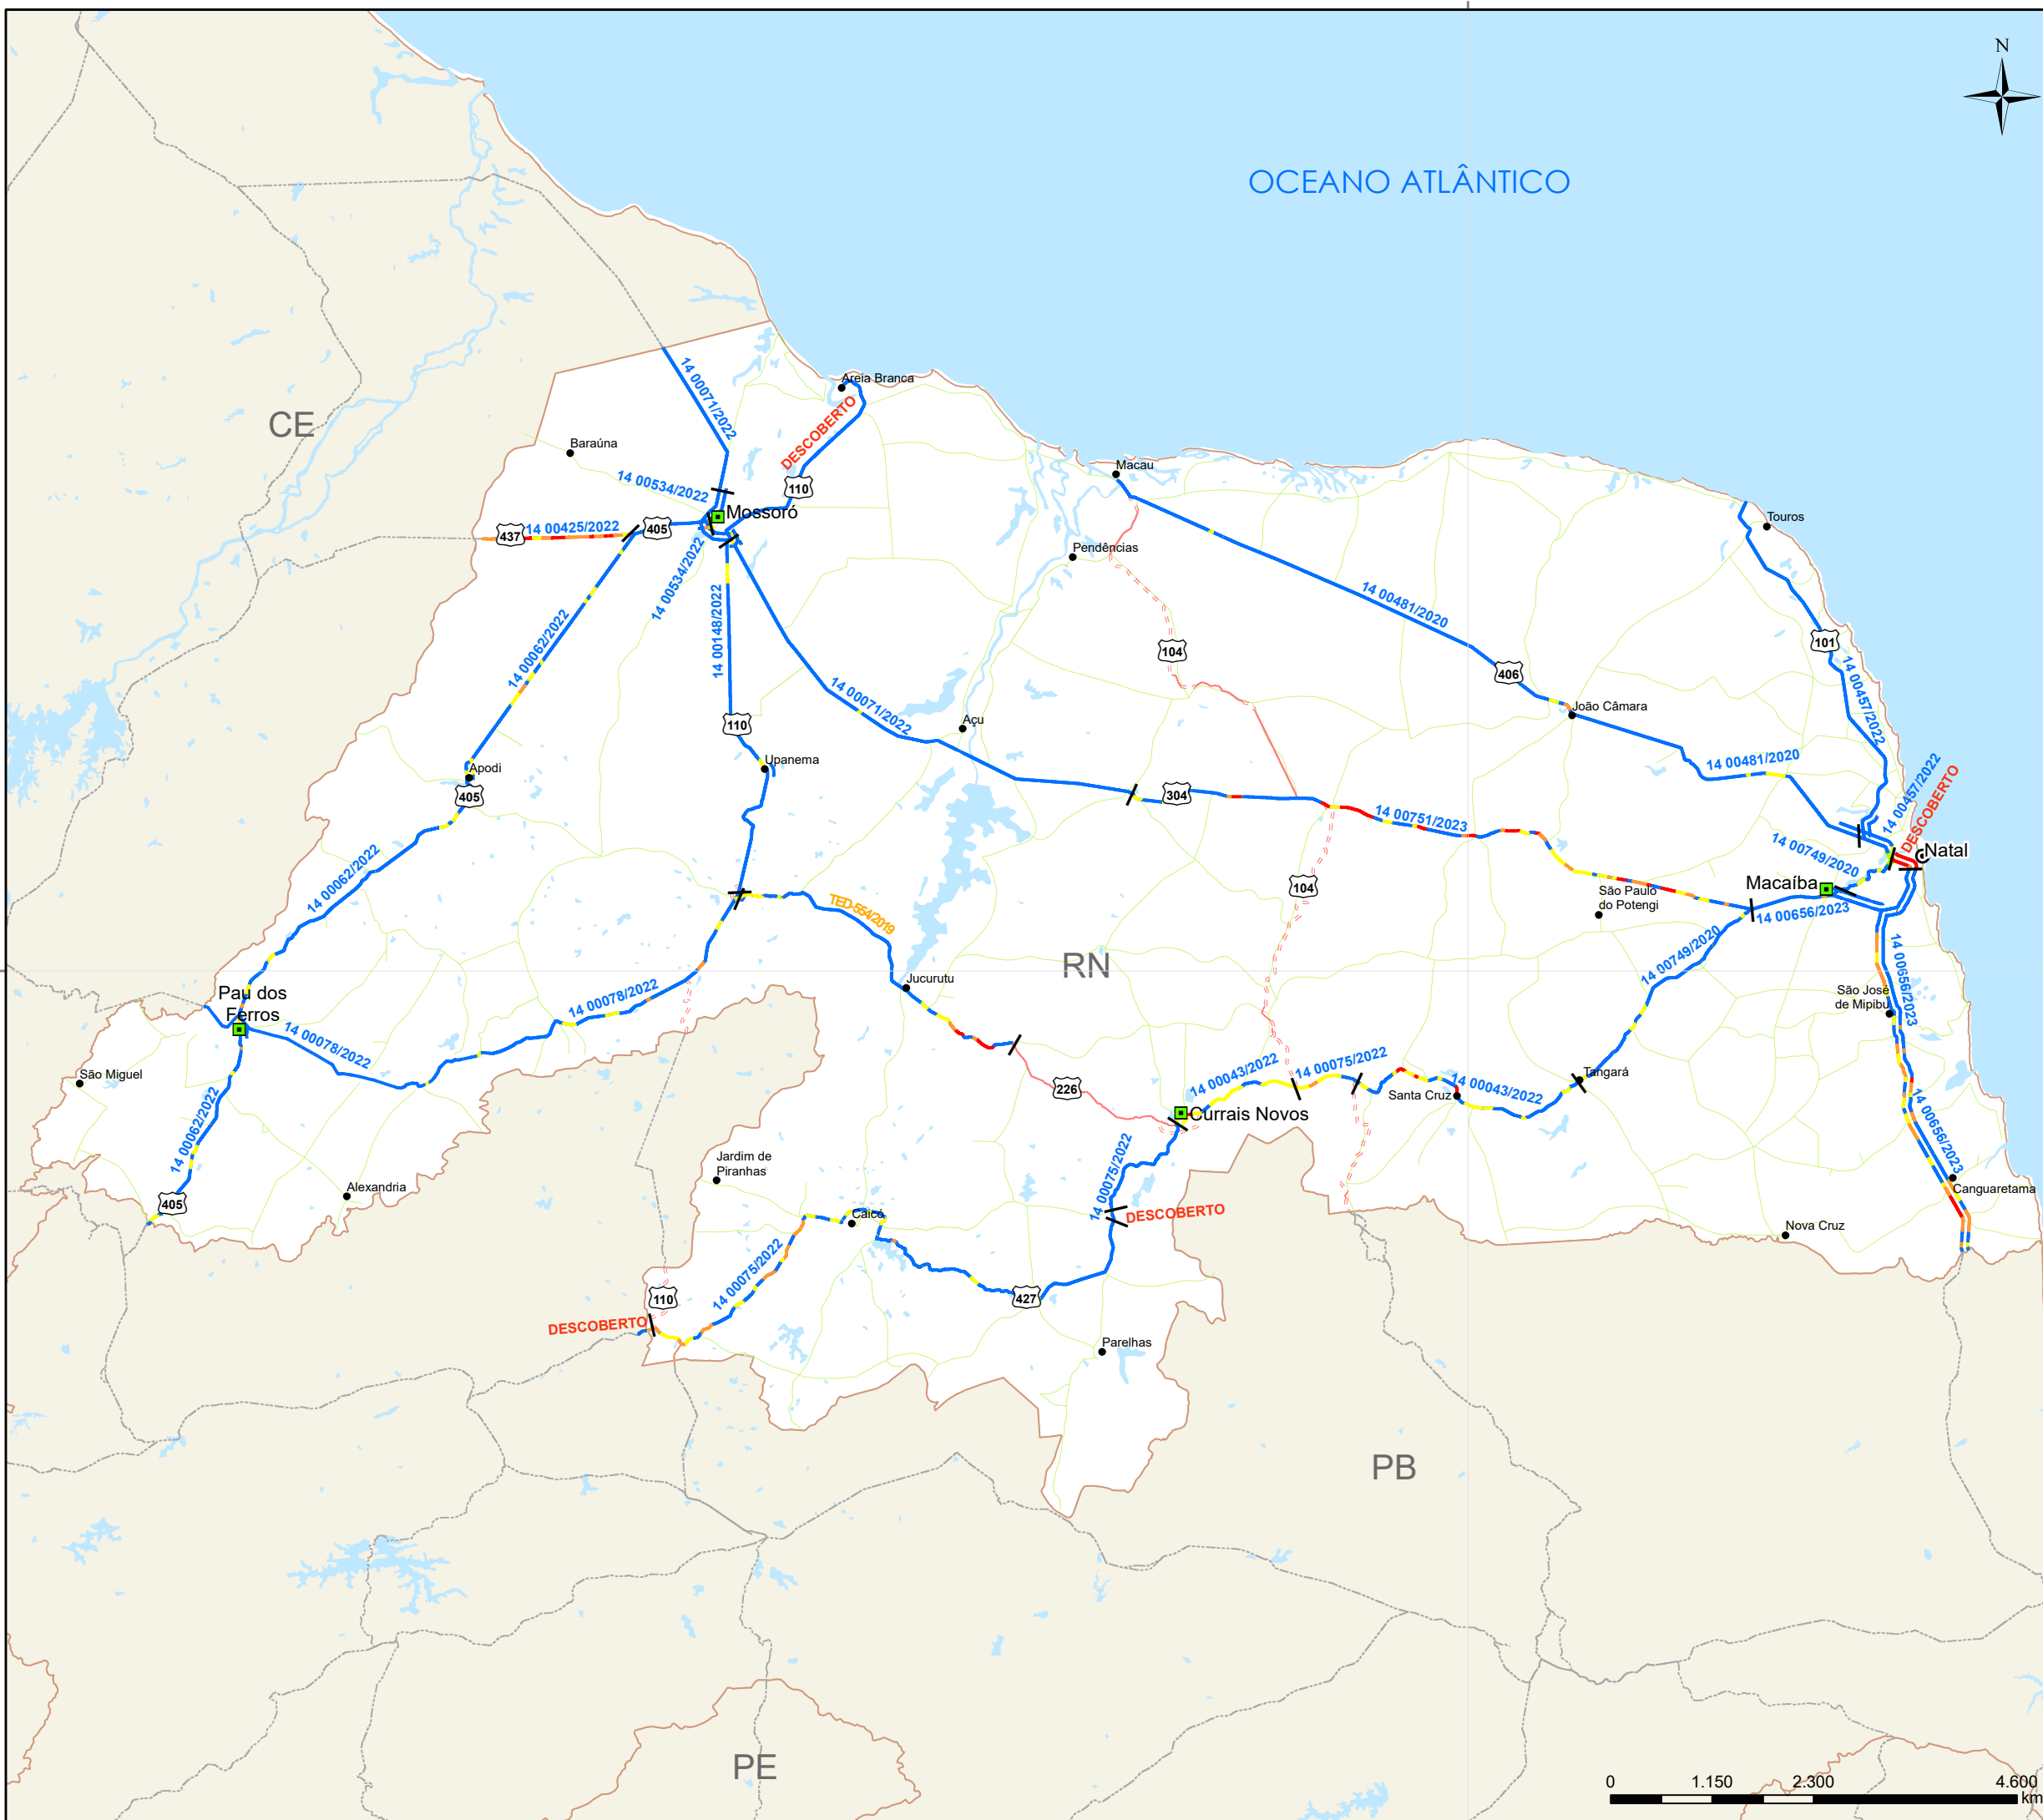 N
OCEANO ATLÂNTICO
CE
14 00071/2022
Areia Branca
DESCOBERTO
Baraúna
14 00534/2022
110
Mossoró
Macau
437
14 00425/2022
405
14 00534/2022
Pendências
Touros
14 00062/2022
14 00148/2022
14 00481/2020
104
101
406
14 00071/2022
14 00457/2022
João Câmara
Açu
110
Upanema
14 00481/2020
14 00457/2022
DESCOBERTO
Apodi
405
304
14 00751/2023
14 00749/2020
Natal
14 00062/2022
104
Macaíba
São Paulo
do Potengi
14 00656/2023
TED-554/2019
14 00749/2020
14 00656/2023
RN
Jucurutu
Pau dos
Ferros
14 00078/2022
São José
de Mipibu
14 00078/2022
São Miguel
226
14 00043/2022
14 00075/2022
14 00043/2022
Tangará
Santa Cruz
Currais Novos
14 00062/2022
14 00656/2023
Jardim de
Piranhas
14 00075/2022
Alexandria
405
Canguaretama
Caicó
DESCOBERTO
Nova Cruz
14 00075/2022
110
427
DESCOBERTO
Parelhas
PB
PE
0 1.150 2.300 4.600
km